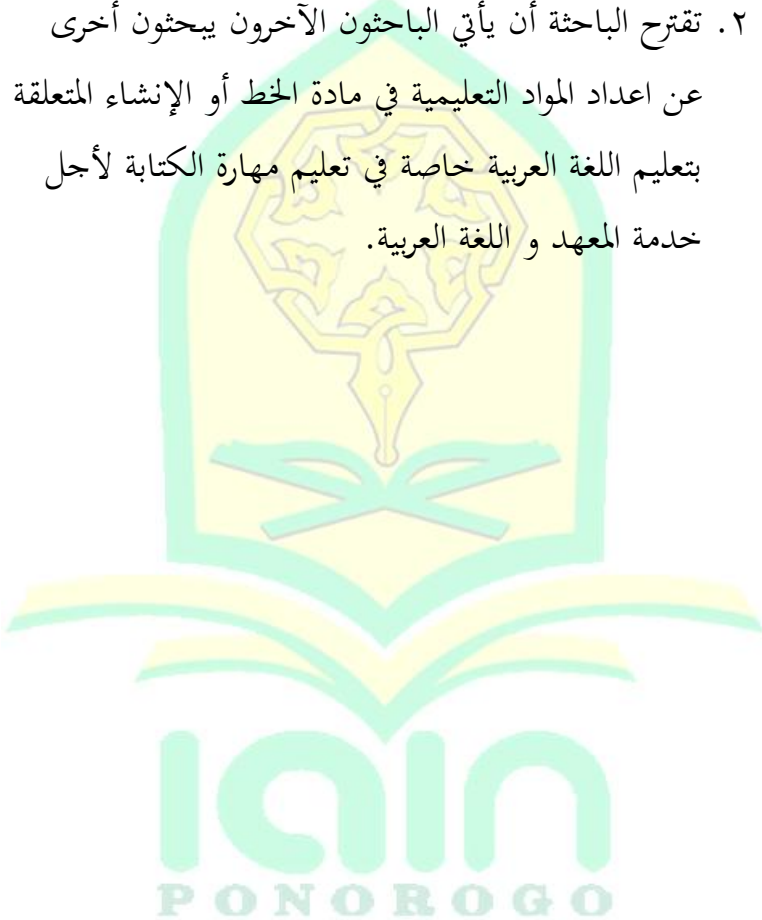 ٢. تقترح الباحثة أن يأتي الباحثون الآخرون يبحثون أخرى
عن اعداد المواد التعليمية في مادة الخط أو الإنشاء المتعلقة
بتعليم اللغة العربية خاصة في تعليم مهارة الكتابة لأجل
خدمة المعهد و اللغة العربية.
iain
PONOROGO